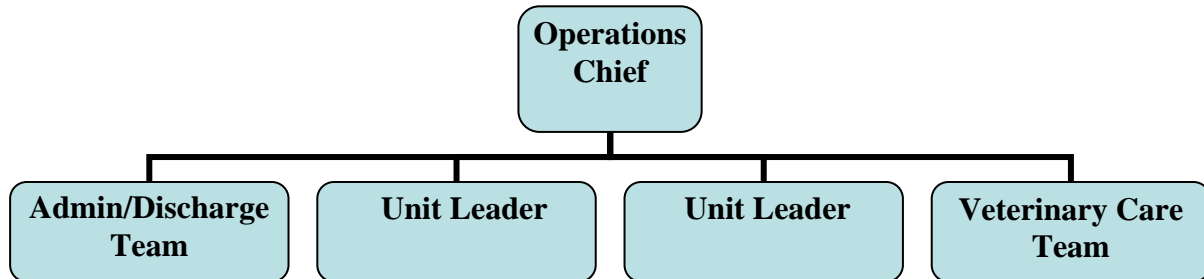 Operations
Chief
Admin/Discharge
Team
Unit Leader
Unit Leader
Veterinary Care
Team